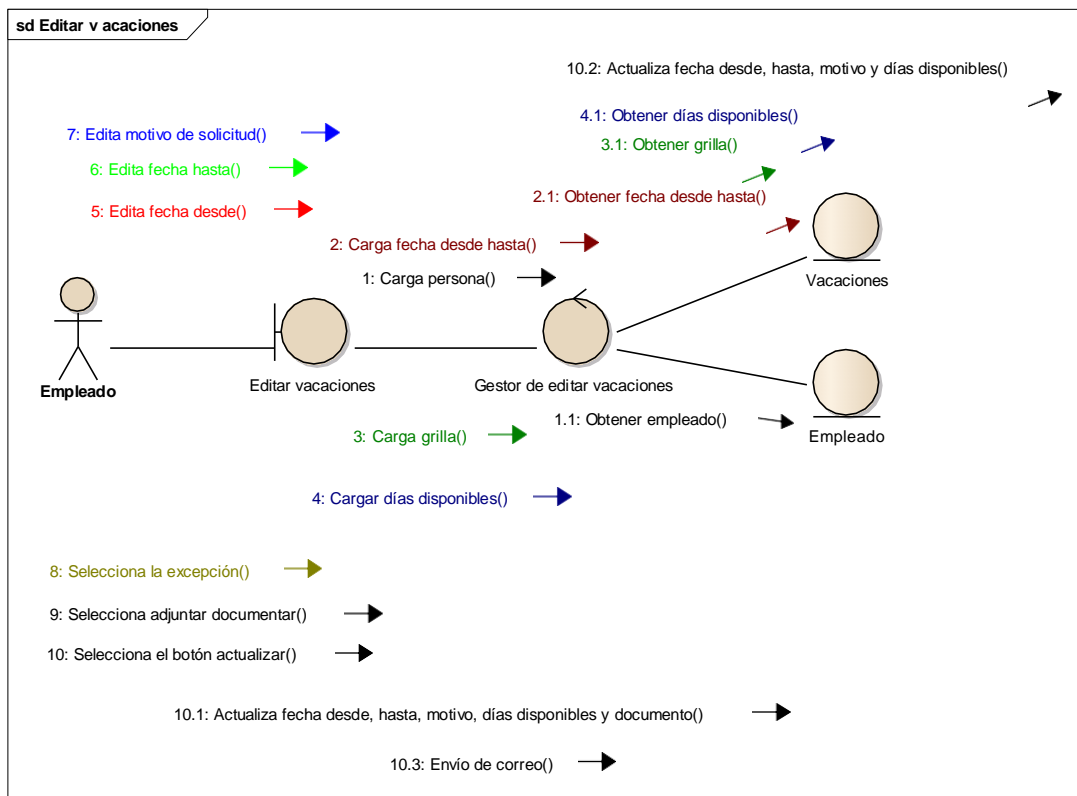 sd Editar v acaciones
10.2: Actualiza fecha desde, hasta, motivo y días disponibles()
4.1: Obtener días disponibles()
7: Edita motivo de solicitud()
3.1: Obtener grilla()
6: Edita fecha hasta()
2.1: Obtener fecha desde hasta()
5: Edita fecha desde()
2: Carga fecha desde hasta()
1: Carga persona()
Vacaciones
Empleado
Editar vacaciones
Gestor de editar vacaciones
1.1: Obtener empleado()
Empleado
3: Carga grilla()
4: Cargar días disponibles()
8: Selecciona la excepción()
9: Selecciona adjuntar documentar()
10: Selecciona el botón actualizar()
10.1: Actualiza fecha desde, hasta, motivo, días disponibles y documento()
10.3: Envío de correo()